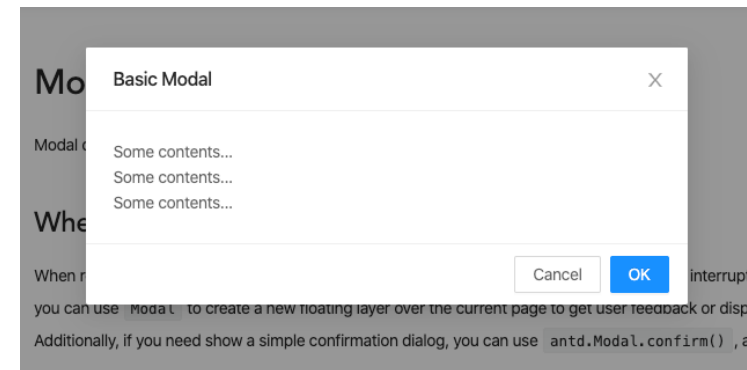 Mo
Basic Modal
X
Modal
Some contents...
Some contents...
Some contents...
Whe
Cancel
OK
When r
interrupt
you can use Modal to create a new floating layer over the current page to get user feedback or disp
Additionally, if you need show a simple confirmation dialog, you can use antd.Modal.confirm() , a